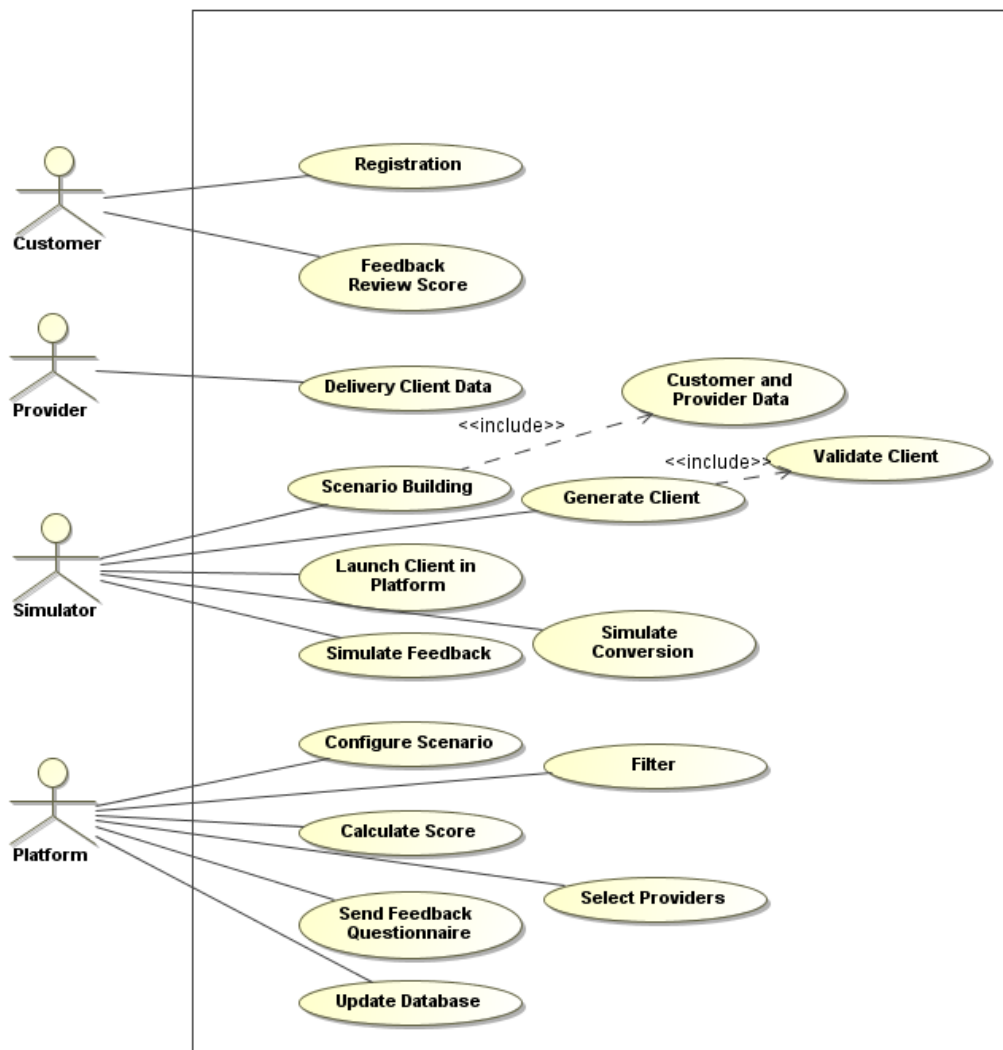 Registration
Customer
Feedback
Review Score
Provider
Delivery Client Data
Customer and
Provider Data
<<include>>
Validate Client
<<include>>
Scenario Building
Generate Client
Simulator
Launch Client in
Platform
Simulate Feedback
Simulate
Conversion
Configure Scenario
Filter
Platform
Calculate Score
Select Providers
Send Feedback
Questionnaire
Update Database